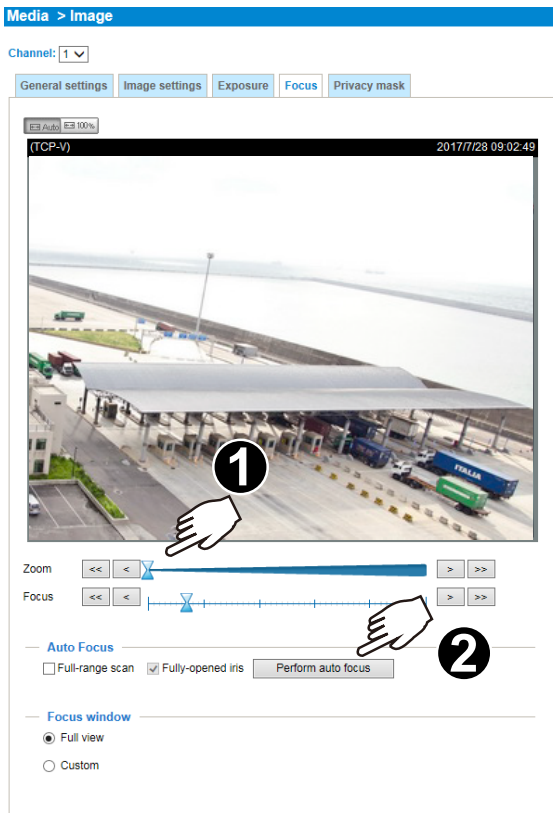 Media > Image
Channel: 1
General settings Image settings Exposure Focus Privacy mask
Auto 100%
(TCP-V) 2017/7/28 09:02:49
ITALIA
1
Zoom << < > >>
Focus << < > >>
2
Auto Focus
Full-range scan Fully-opened iris Perform auto focus
Focus window
Full view
Custom